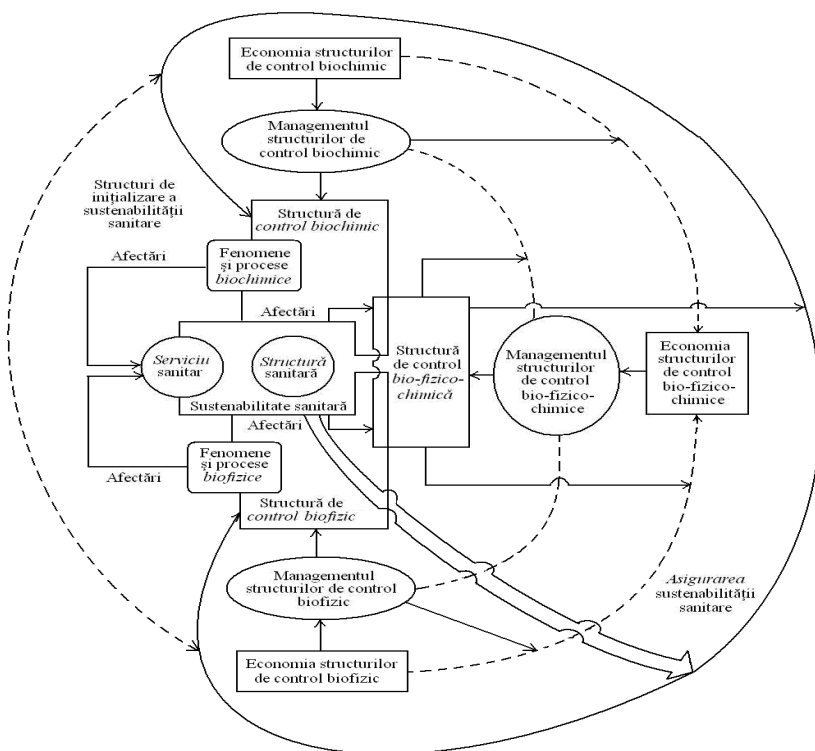 Economia structurilor
de control biochimic
Managementul
structurilor de
control biochimic
Structuri de
inițializare a
sustenabilității
sanitare
Structură de
control biochimic
Afectări
Fenomene
și procese
biochimice
Afectări
Serviciu
sanitar
Structură
sanitară
Sustenabilitate sanitară
Structură
de control
bio-fizico-
chimică
Managementul
structurilor
de control
bio-fizico-
chimice
Economia
structurilor
de control
bio-fizico-
chimice
Afectări
Fenomene
și procese
biofizice
Afectări
Structură de
control biofizic
Managementul
structurilor de control
biofizic
Asigurarea
sustenabilității
sanitare
Economia structurilor
de control biofizic